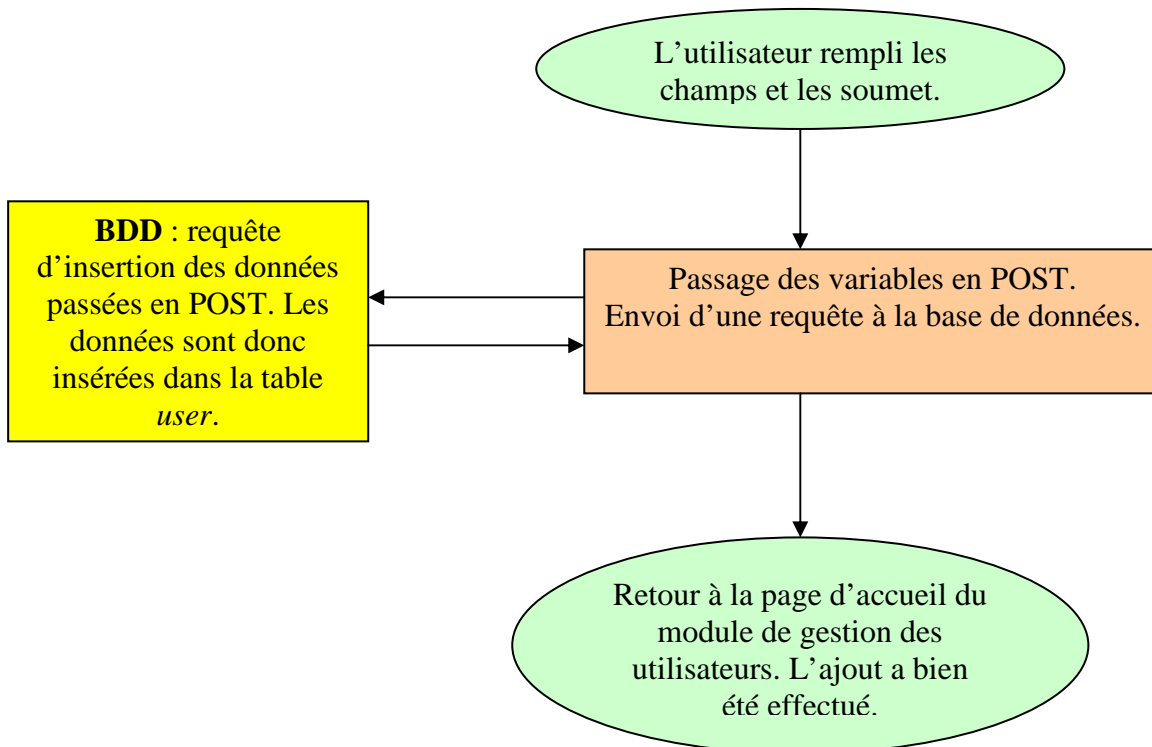 L’utilisateur rempli les
champs et les soumet.
BDD : requête
d’insertion des données
passées en POST. Les
données sont donc
insérées dans la table
user.
Passage des variables en POST.
Envoi d’une requête à la base de données.
Retour à la page d’accueil du
module de gestion des
utilisateurs. L’ajout a bien
été effectué.